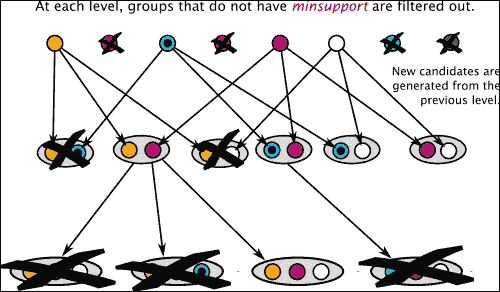 At each level, groups that do not have minsupport are filtered out.
New candidates are
generated from the
previous level.